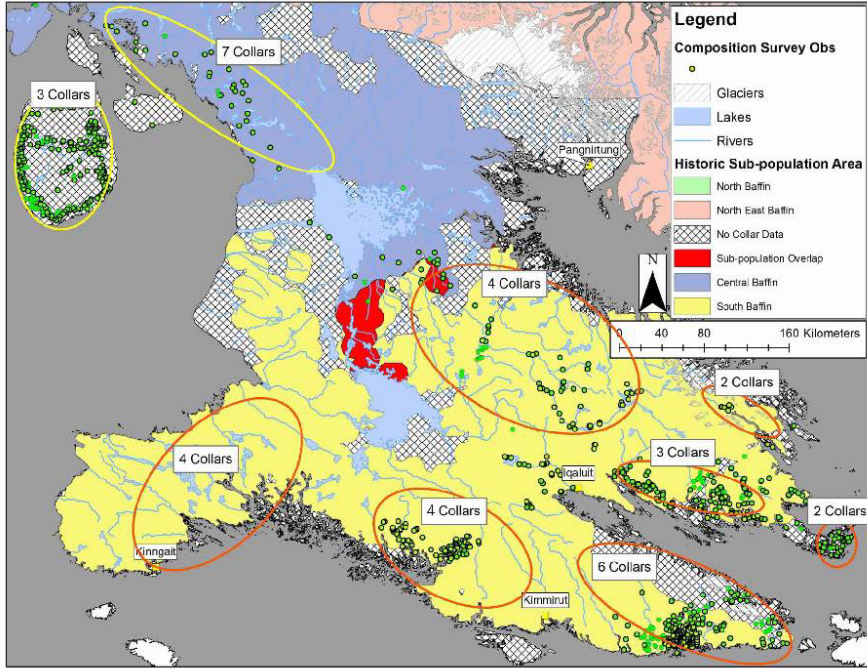 7 Collars
3 Collars
Pangnirtung
4 Collars
2 Collars
4 Collars
3 Collars
Iqaluit
4 Collars
2 Collars
Kinngait
6 Collars
Kimmirut
Legend
Composition Survey Obs
Glaciers
Lakes
Rivers
Historic Sub-population Area
North Baffin
North East Baffin
No Collar Data
Sub-population Overlap
Central Baffin
South Baffin
N
0 40 80 160 Kilometers